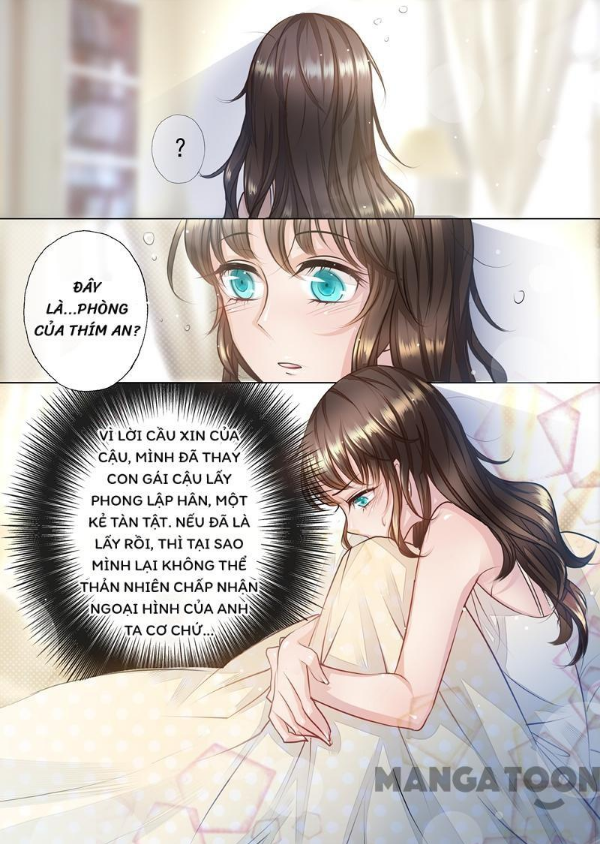 ?
ĐÂY
LÀ...PHÒNG
CỦA THÍM AN?
VÌ LỜI CẦU XIN CỦA
CẬU, MÌNH ĐÃ THAY
CON GÁI CẬU LẤY
PHONG LẬP HÂN, MỘT
KẺ TÀN TẬT. NẾU ĐÃ LÀ
LẤY RỒI, THÌ TẠI SAO
MÌNH LẠI KHÔNG THỂ
THẢN NHIÊN CHẤP NHẬN
NGOẠI HÌNH CỦA ANH
TA CƠ CHỨ...
MANGATOON